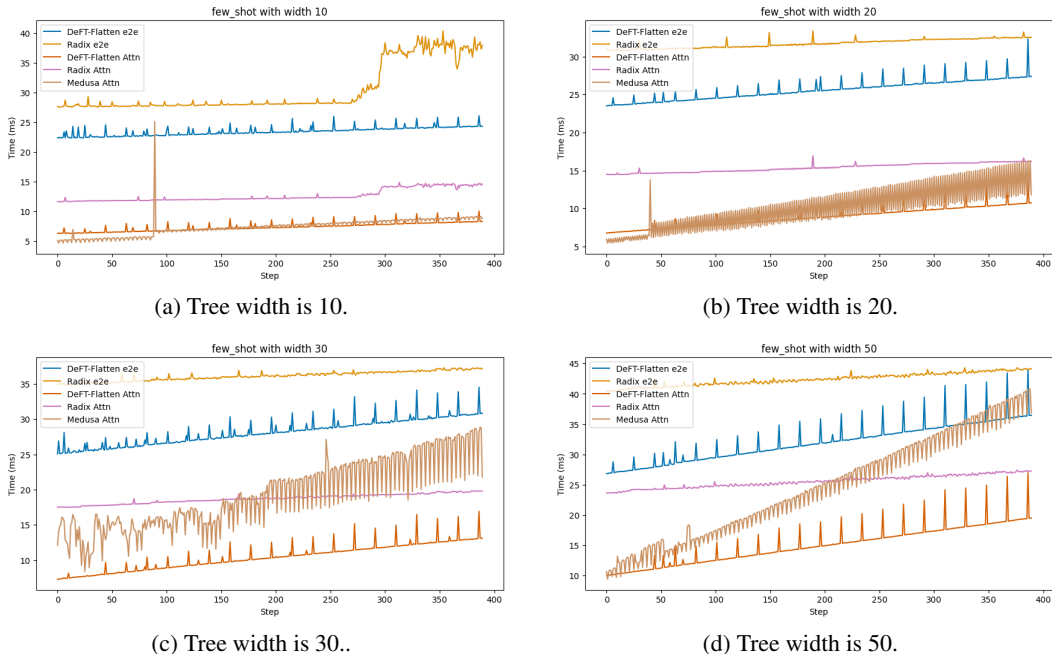 few_shot with width 10
DeFT-Flatten e2e
Radix e2e
DeFT-Flatten Attn
Radix Attn
Medusa Attn
Time (ms)
40
35
30
25
20
15
10
5
0
50
100
150
200
250
300
350
400
Step
(a) Tree width is 10.
few_shot with width 20
DeFT-Flatten e2e
Radix e2e
DeFT-Flatten Attn
Radix Attn
Medusa Attn
Time (ms)
30
25
20
15
10
5
0
50
100
150
200
250
300
350
400
Step
(b) Tree width is 20.
few_shot with width 30
DeFT-Flatten e2e
Radix e2e
DeFT-Flatten Attn
Radix Attn
Medusa Attn
Time (ms)
35
30
25
20
15
10
0
50
100
150
200
250
300
350
400
Step
(c) Tree width is 30..
few_shot with width 50
DeFT-Flatten e2e
Radix e2e
DeFT-Flatten Attn
Radix Attn
Medusa Attn
Time (ms)
45
40
35
30
25
20
15
10
0
50
100
150
200
250
300
350
400
Step
(d) Tree width is 50.